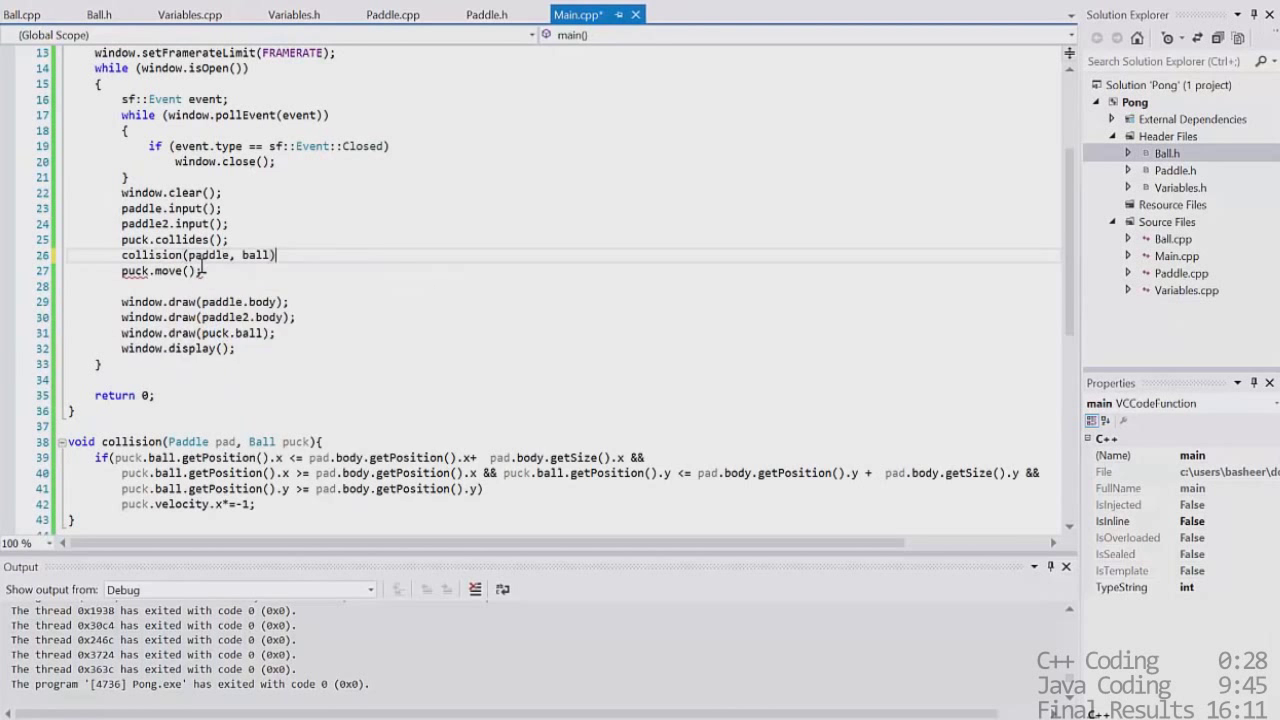 Ball.cpp Ball.h Variables.cpp Variables.h Paddle.cpp Paddle.h Main.cpp*
(Global Scope) main()
13 window.setFramerateLimit(FRAMERATE);
14 while (window.isOpen())
15 {
16 sf::Event event;
17 while (window.pollEvent(event))
18 {
19 if (event.type == sf::Event::Closed)
20 window.close();
21 }
22 window.clear();
23 paddle.input();
24 paddle2.input();
25 puck.collides();
26 collision(paddle, ball)
27 puck.move();
28
29 window.draw(paddle.body);
30 window.draw(paddle2.body);
31 window.draw(puck.ball);
32 window.display();
33 }
34
35 return 0;
36 }
37
38 void collision(Paddle pad, Ball puck){
39 if(puck.ball.getPosition().x <= pad.body.getPosition().x+ pad.body.getSize().x &&
40 puck.ball.getPosition().x >= pad.body.getPosition().x && puck.ball.getPosition().y <= pad.body.getPosition().y + pad.body.getSize().y &&
41 puck.ball.getPosition().y >= pad.body.getPosition().y)
42 puck.velocity.x*=-1;
43 }
100 %
Output
Show output from: Debug
The thread 0x1938 has exited with code 0 (0x0).
The thread 0x30c4 has exited with code 0 (0x0).
The thread 0x246c has exited with code 0 (0x0).
The thread 0x3724 has exited with code 0 (0x0).
The thread 0x363c has exited with code 0 (0x0).
The program '[4736] Pong.exe' has exited with code 0 (0x0).
Solution Explorer
Search Solution Explorer (Ctrl+;)
Solution 'Pong' (1 project)
Pong
External Dependencies
Header Files
Ball.h
Paddle.h
Variables.h
Resource Files
Source Files
Ball.cpp
Main.cpp
Paddle.cpp
Variables.cpp
Properties
main VCCodeFunction
C++
(Name) main
File c:\users\basheer\do
FullName main
IsInjected False
IsInline False
IsOverloaded False
IsSealed False
IsTemplate False
TypeString int
C++
C++ Coding 0:28
Java Coding 9:45
Final Results 16:11